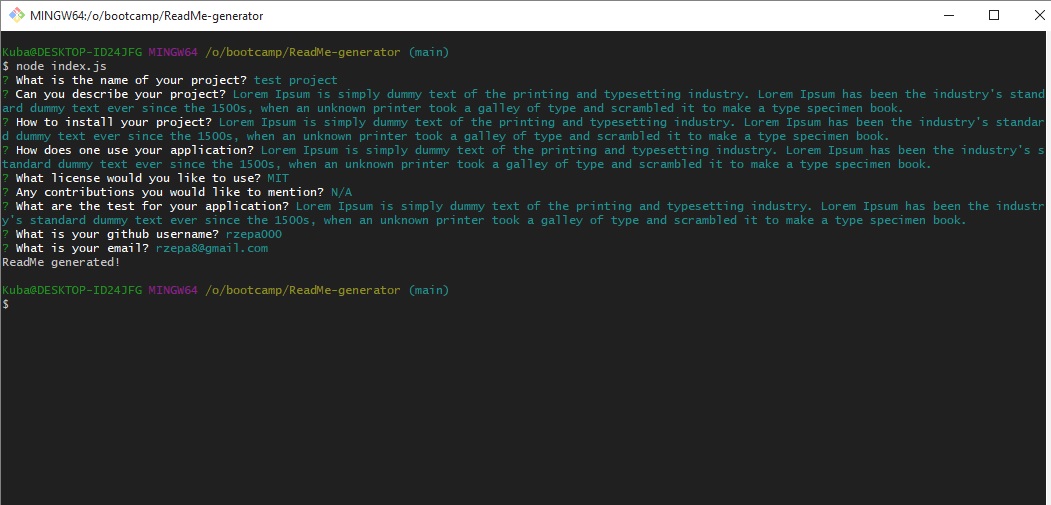 MINGW64:/o/bootcamp/ReadMe-generator
Kuba@DESKTOP-ID24JFG MINGW64 /o/bootcamp/ReadMe-generator (main)
$ node index.js
? What is the name of your project? test project
? Can you describe your project? Lorem Ipsum is simply dummy text of the printing and typesetting industry. Lorem Ipsum has been the industry's stand
ard dummy text ever since the 1500s, when an unknown printer took a galley of type and scrambled it to make a type specimen book.
? How to install your project? Lorem Ipsum is simply dummy text of the printing and typesetting industry. Lorem Ipsum has been the industry's standar
d dummy text ever since the 1500s, when an unknown printer took a galley of type and scrambled it to make a type specimen book.
? How does one use your application? Lorem Ipsum is simply dummy text of the printing and typesetting industry. Lorem Ipsum has been the industry's s
tandard dummy text ever since the 1500s, when an unknown printer took a galley of type and scrambled it to make a type specimen book.
? What license would you like to use? MIT
? Any contributions you would like to mention? N/A
? What are the test for your application? Lorem Ipsum is simply dummy text of the printing and typesetting industry. Lorem Ipsum has been the industr
y's standard dummy text ever since the 1500s, when an unknown printer took a galley of type and scrambled it to make a type specimen book.
? What is your github username? rzepa000
? What is your email? rzepa8@gmail.com
ReadMe generated!
Kuba@DESKTOP-ID24JFG MINGW64 /o/bootcamp/ReadMe-generator (main)
$